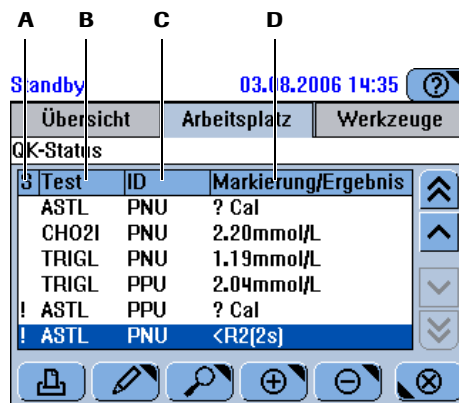 A B C D
Standby 03.08.2006 14:35 ?
Übersicht Arbeitsplatz Werkzeuge
QK-Status
S Test ID Markierung/Ergebnis
ASTL PNU ? Cal
CHO2I PNU 2.20mmol/L
TRIGL PNU 1.19mmol/L
TRIGL PPU 2.04mmol/L
! ASTL PPU ? Cal
! ASTL PNU <R2(2s)